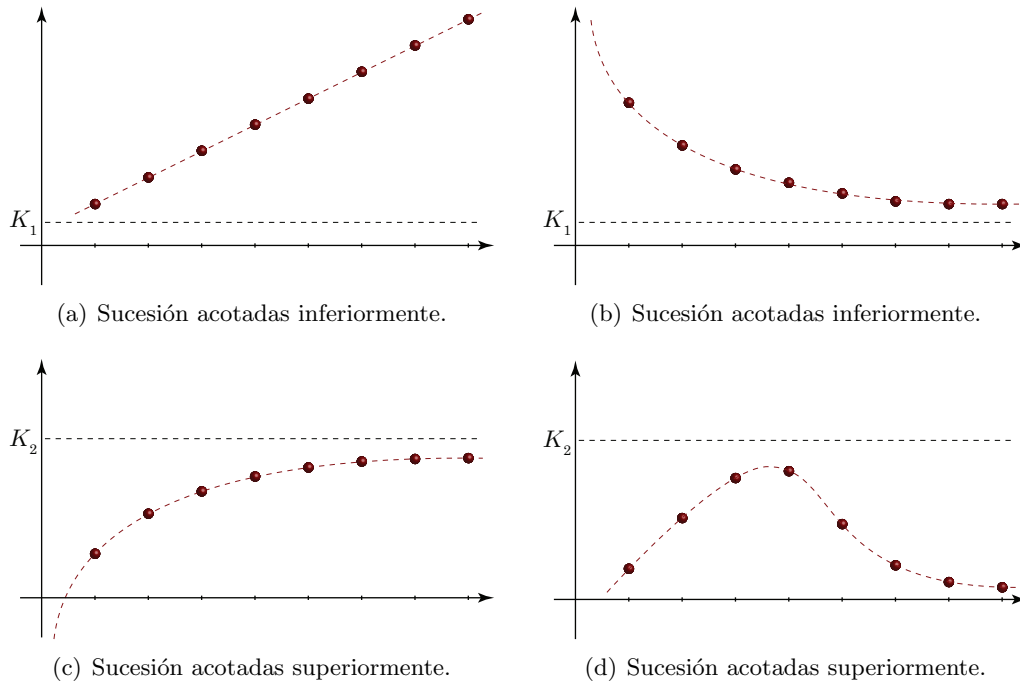 K₁
K₁
(a) Sucesión acotadas inferiormente.
(b) Sucesión acotadas inferiormente.
K₂
K₂
(c) Sucesión acotadas superiormente.
(d) Sucesión acotadas superiormente.